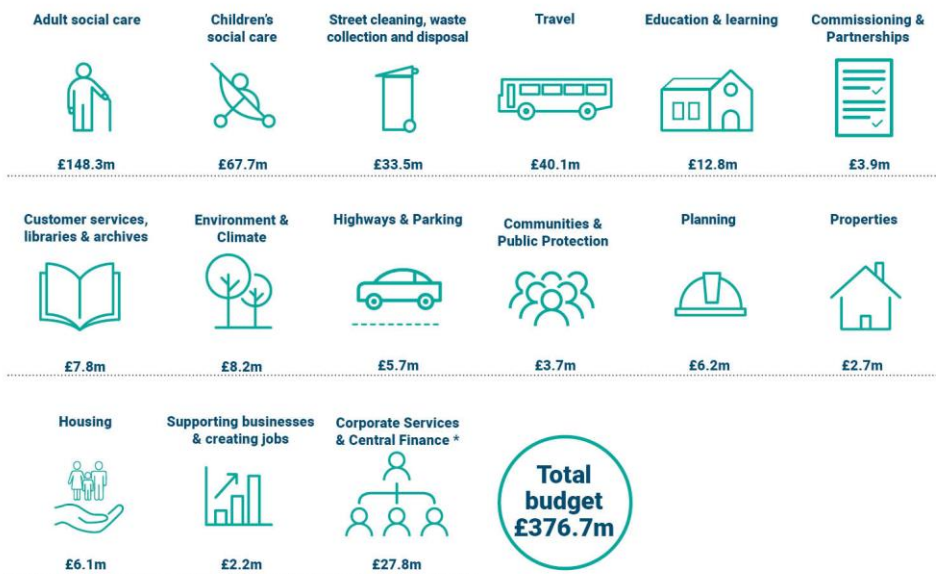 Adult social care
Children's
social care
Street cleaning, waste
collection and disposal
Travel
Education & learning
Commissioning &
Partnerships
£148.3m
£67.7m
£33.5m
£40.1m
£12.8m
£3.9m
Customer services,
libraries & archives
Environment &
Climate
Highways & Parking
Communities &
Public Protection
Planning
Properties
£7.8m
£8.2m
£5.7m
£3.7m
£6.2m
£2.7m
Housing
Supporting businesses
& creating jobs
Corporate Services
& Central Finance *
£6.1m
£2.2m
£27.8m
Total
budget
£376.7m